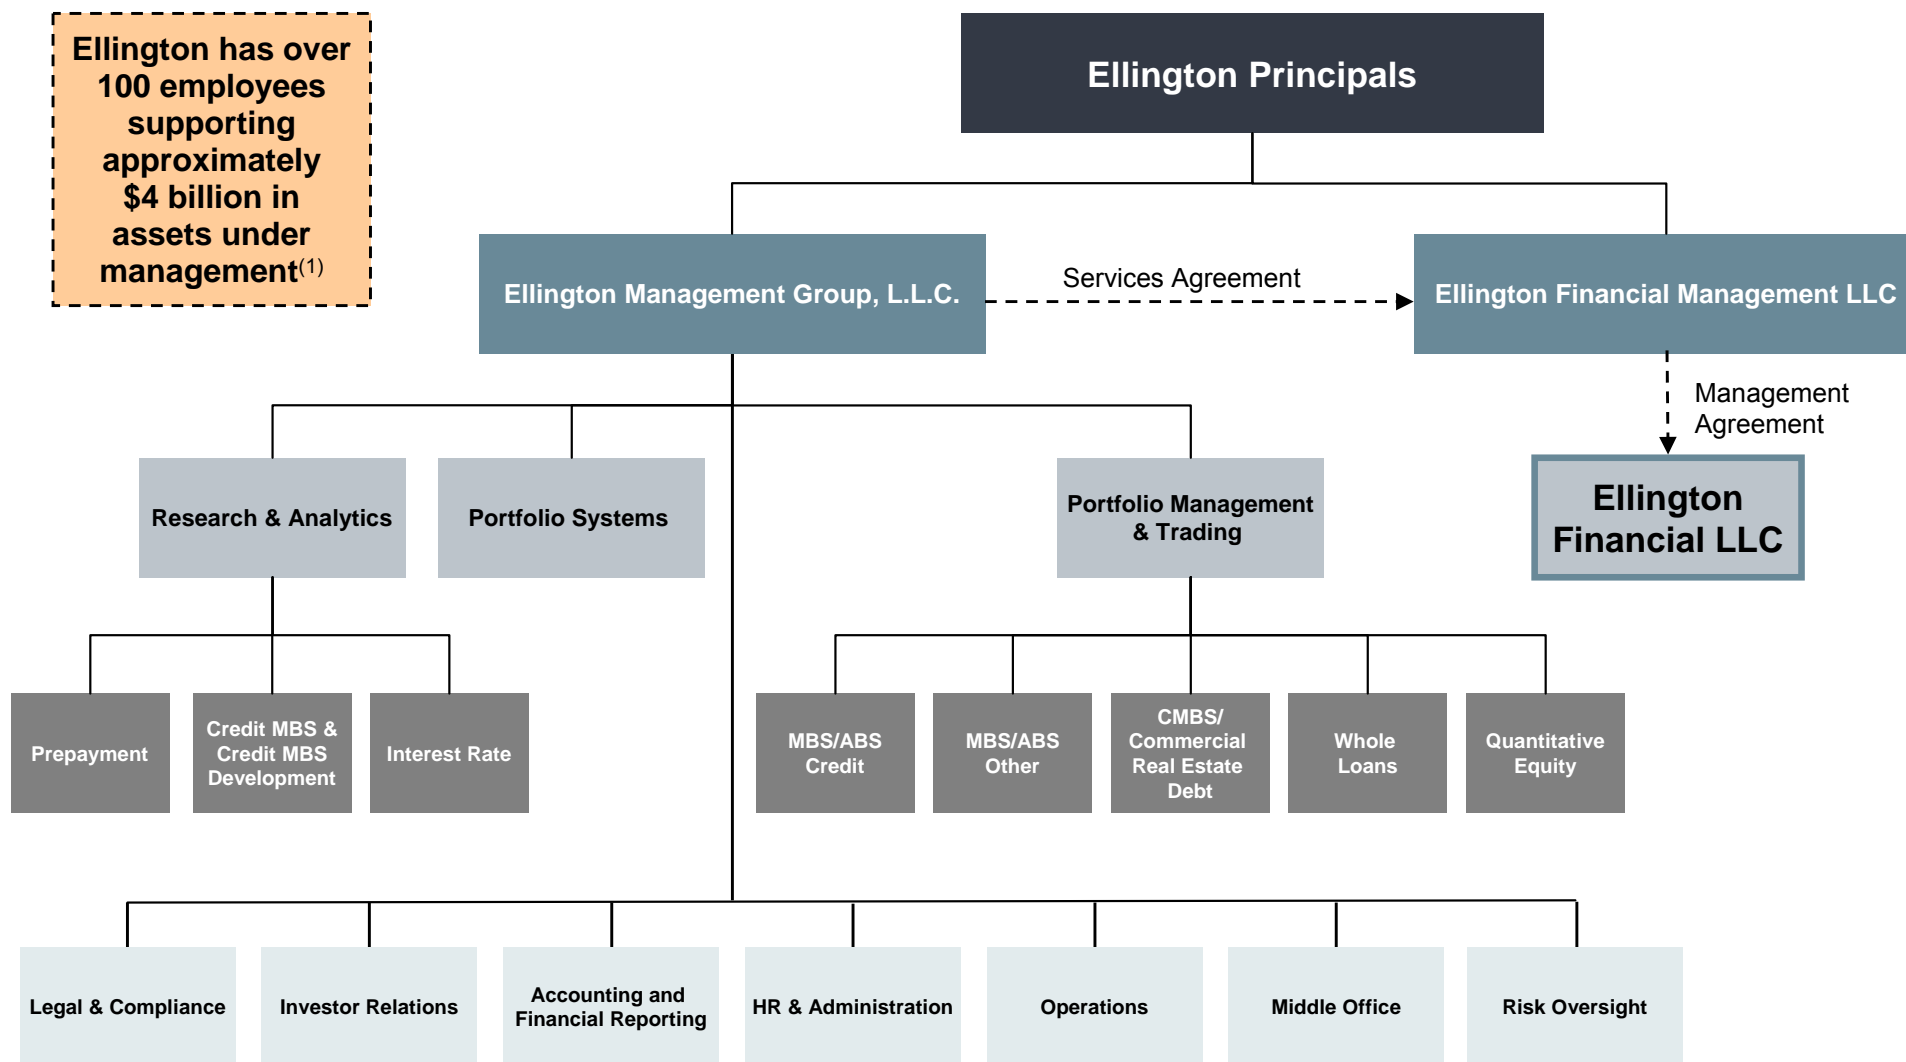 Ellington has over
100 employees
supporting
approximately
$4 billion in
assets under
management(1)
Ellington Principals
Ellington Management Group, L.L.C.
Services Agreement
Ellington Financial Management LLC
Management
Agreement
Ellington
Financial LLC
Research & Analytics
Portfolio Systems
Portfolio Management
& Trading
Prepayment
Credit MBS &
Credit MBS
Development
Interest Rate
MBS/ABS
Credit
MBS/ABS
Other
CMBS/
Commercial
Real Estate
Debt
Whole
Loans
Quantitative
Equity
Legal & Compliance
Investor Relations
Accounting and
Financial Reporting
HR & Administration
Operations
Middle Office
Risk Oversight